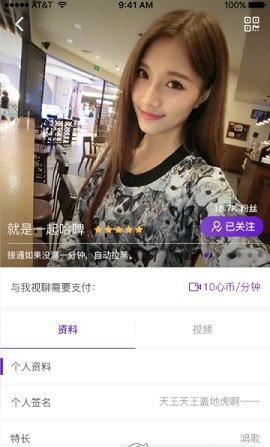 AT&T 9:41 AM 100%
18.7K 粉丝
就是一起哈啤
已关注
接通如果没满一分钟，自动拉黑。
与我视聊需要支付： 10心币/分钟
资料 视频
个人资料
个人签名 天王天王盖地虎啊~~~~
特长 唱歌